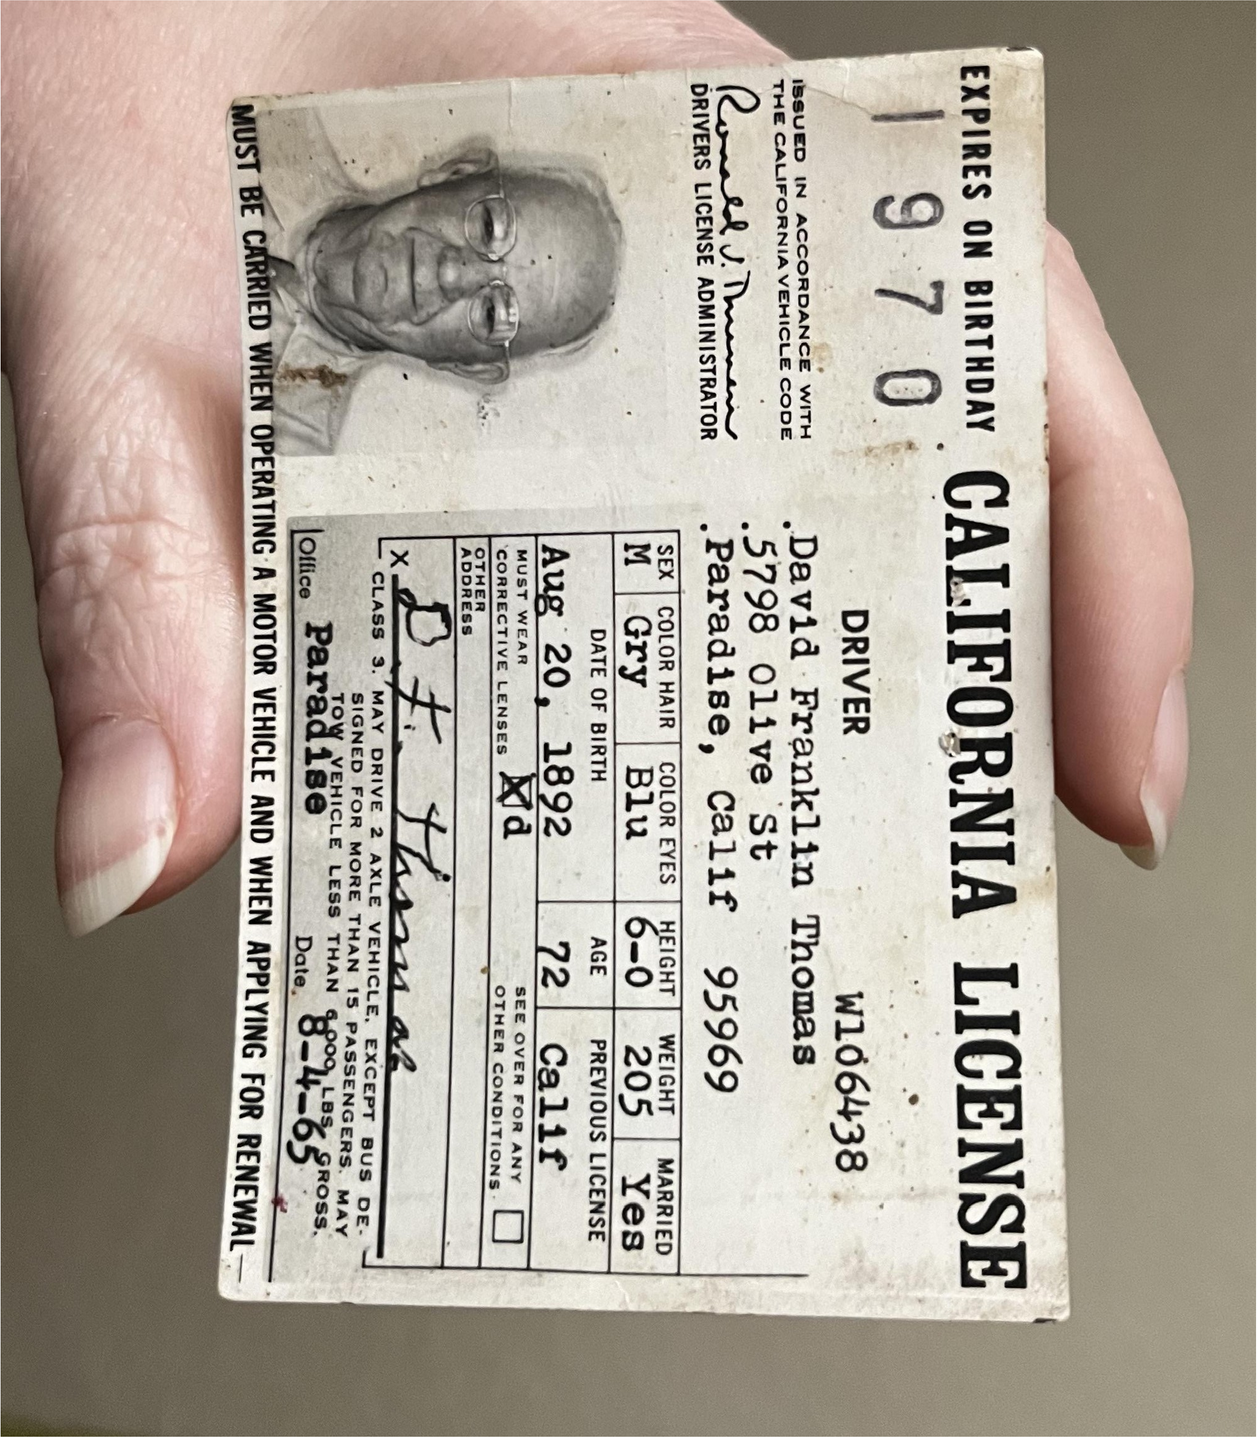 EXPIRES ON BIRTHDAY
1970
CALIFORNIA LICENSE
DRIVER W106438
ISSUED IN ACCORDANCE WITH
THE CALIFORNIA VEHICLE CODE
DRIVERS LICENSE ADMINISTRATOR
.David Franklin Thomas
.5798 Olive St
.Paradise, Calif 95969
SEX COLOR HAIR COLOR EYES HEIGHT WEIGHT MARRIED
M Gry Blu 6-0 205 Yes
DATE OF BIRTH AGE PREVIOUS LICENSE
Aug 20, 1892 72 Calif
MUST WEAR
CORRECTIVE LENSES Xd
SEE OVER FOR ANY
OTHER CONDITIONS
OTHER
ADDRESS
X D. F. Thomas
CLASS 3. MAY DRIVE 2 AXLE VEHICLE, EXCEPT BUS DE-
SIGNED FOR MORE THAN 15 PASSENGERS. MAY
TOW VEHICLE LESS THAN 6,000 LBS. GROSS.
Office Paradise Date 8-4-65
MUST BE CARRIED WHEN OPERATING A MOTOR VEHICLE AND WHEN APPLYING FOR RENEWAL